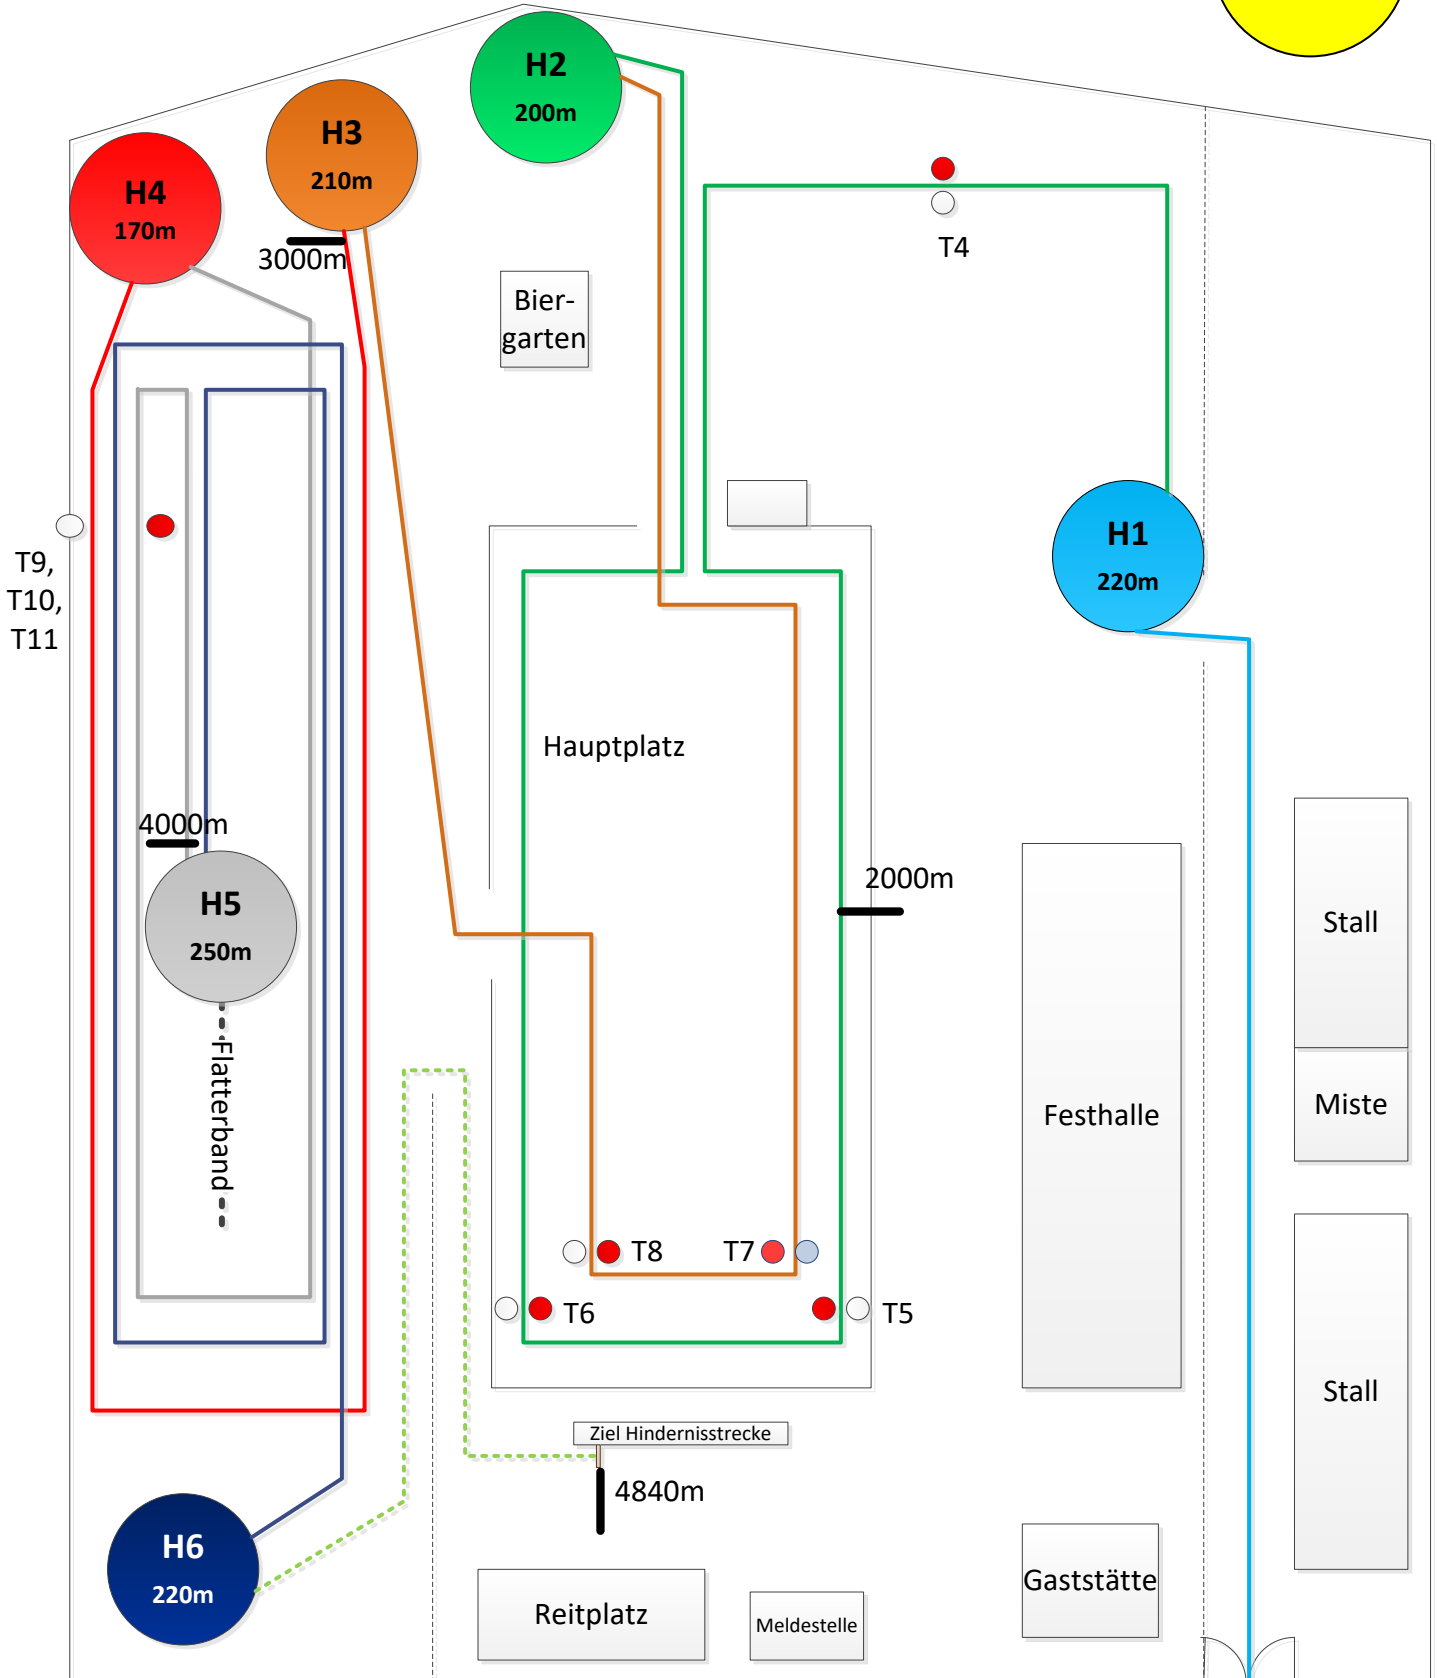 H2
200m
H3
210m
H4
170m
3000m
T4
Bier-
garten
H1
220m
T9,
T10,
T11
Hauptplatz
4000m
2000m
H5
250m
Stall
Flatterband
Festhalle
Miste
T8
T7
T6
T5
Stall
Ziel Hindernisstrecke
4840m
H6
220m
Gaststätte
Reitplatz
Meldestelle